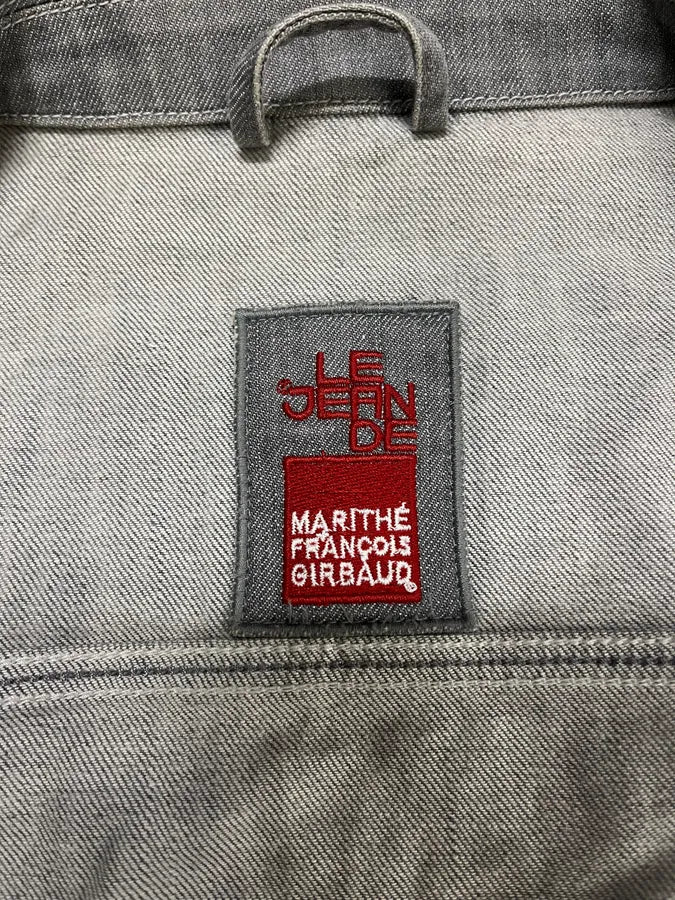 LE
®JEAN
DE
MARITHÉ
FRANÇOIS
GIRBAUD®